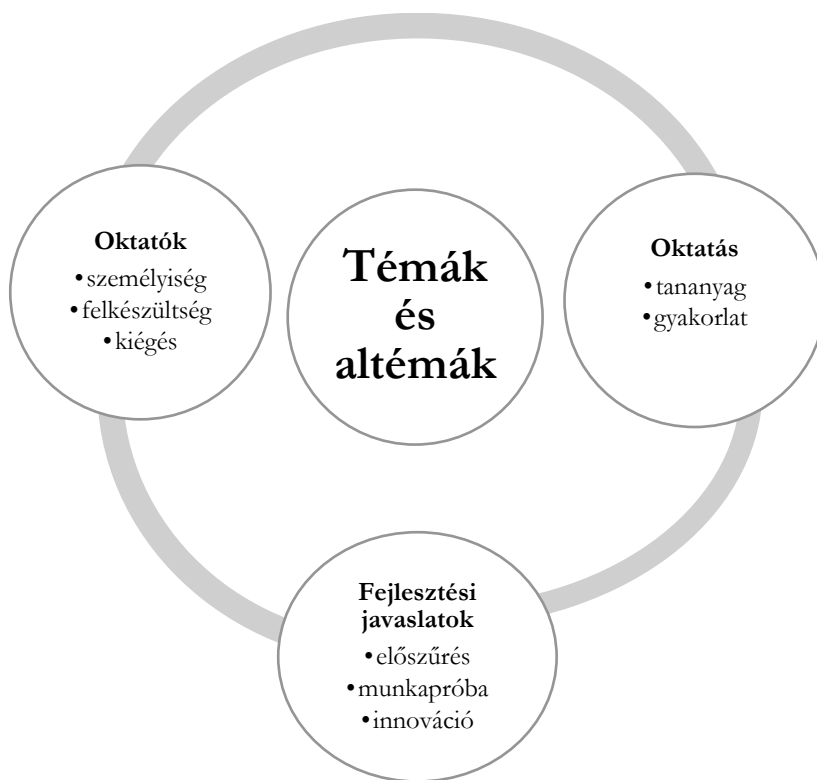 Témák
és
altémák
Oktatók
•személyiség
•felkészültség
•kiégés
Oktatás
•tananyag
•gyakorlat
Fejlesztési
javaslatok
•előszűrés
•munkapróba
•innováció